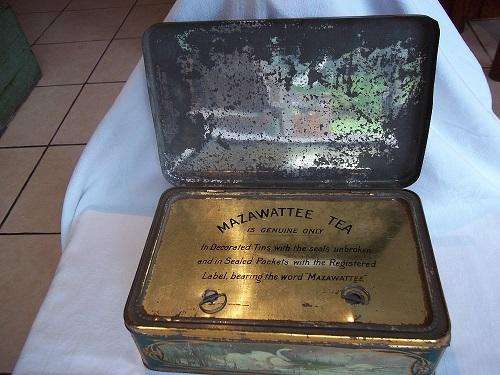 MAZAWATTEE TEA
IS GENUINE ONLY
In Decorated Tins with the seals unbroken
and in Sealed Packets with the Registered
Label, bearing the word "MAZAWATTEE"